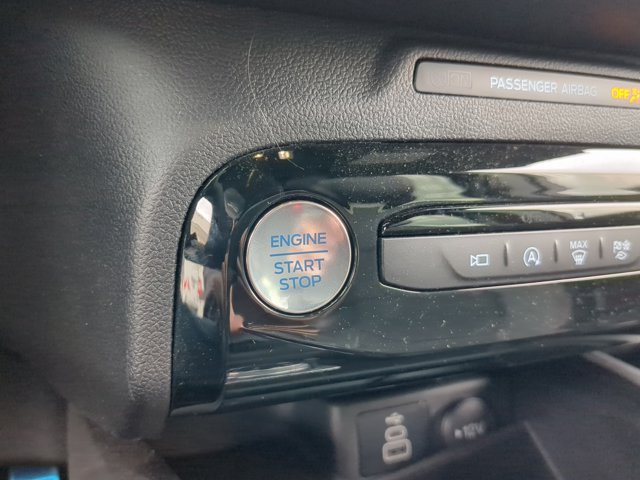 PASSENGER AIRBAG OFF
ENGINE
START
STOP
A
MAX
12V